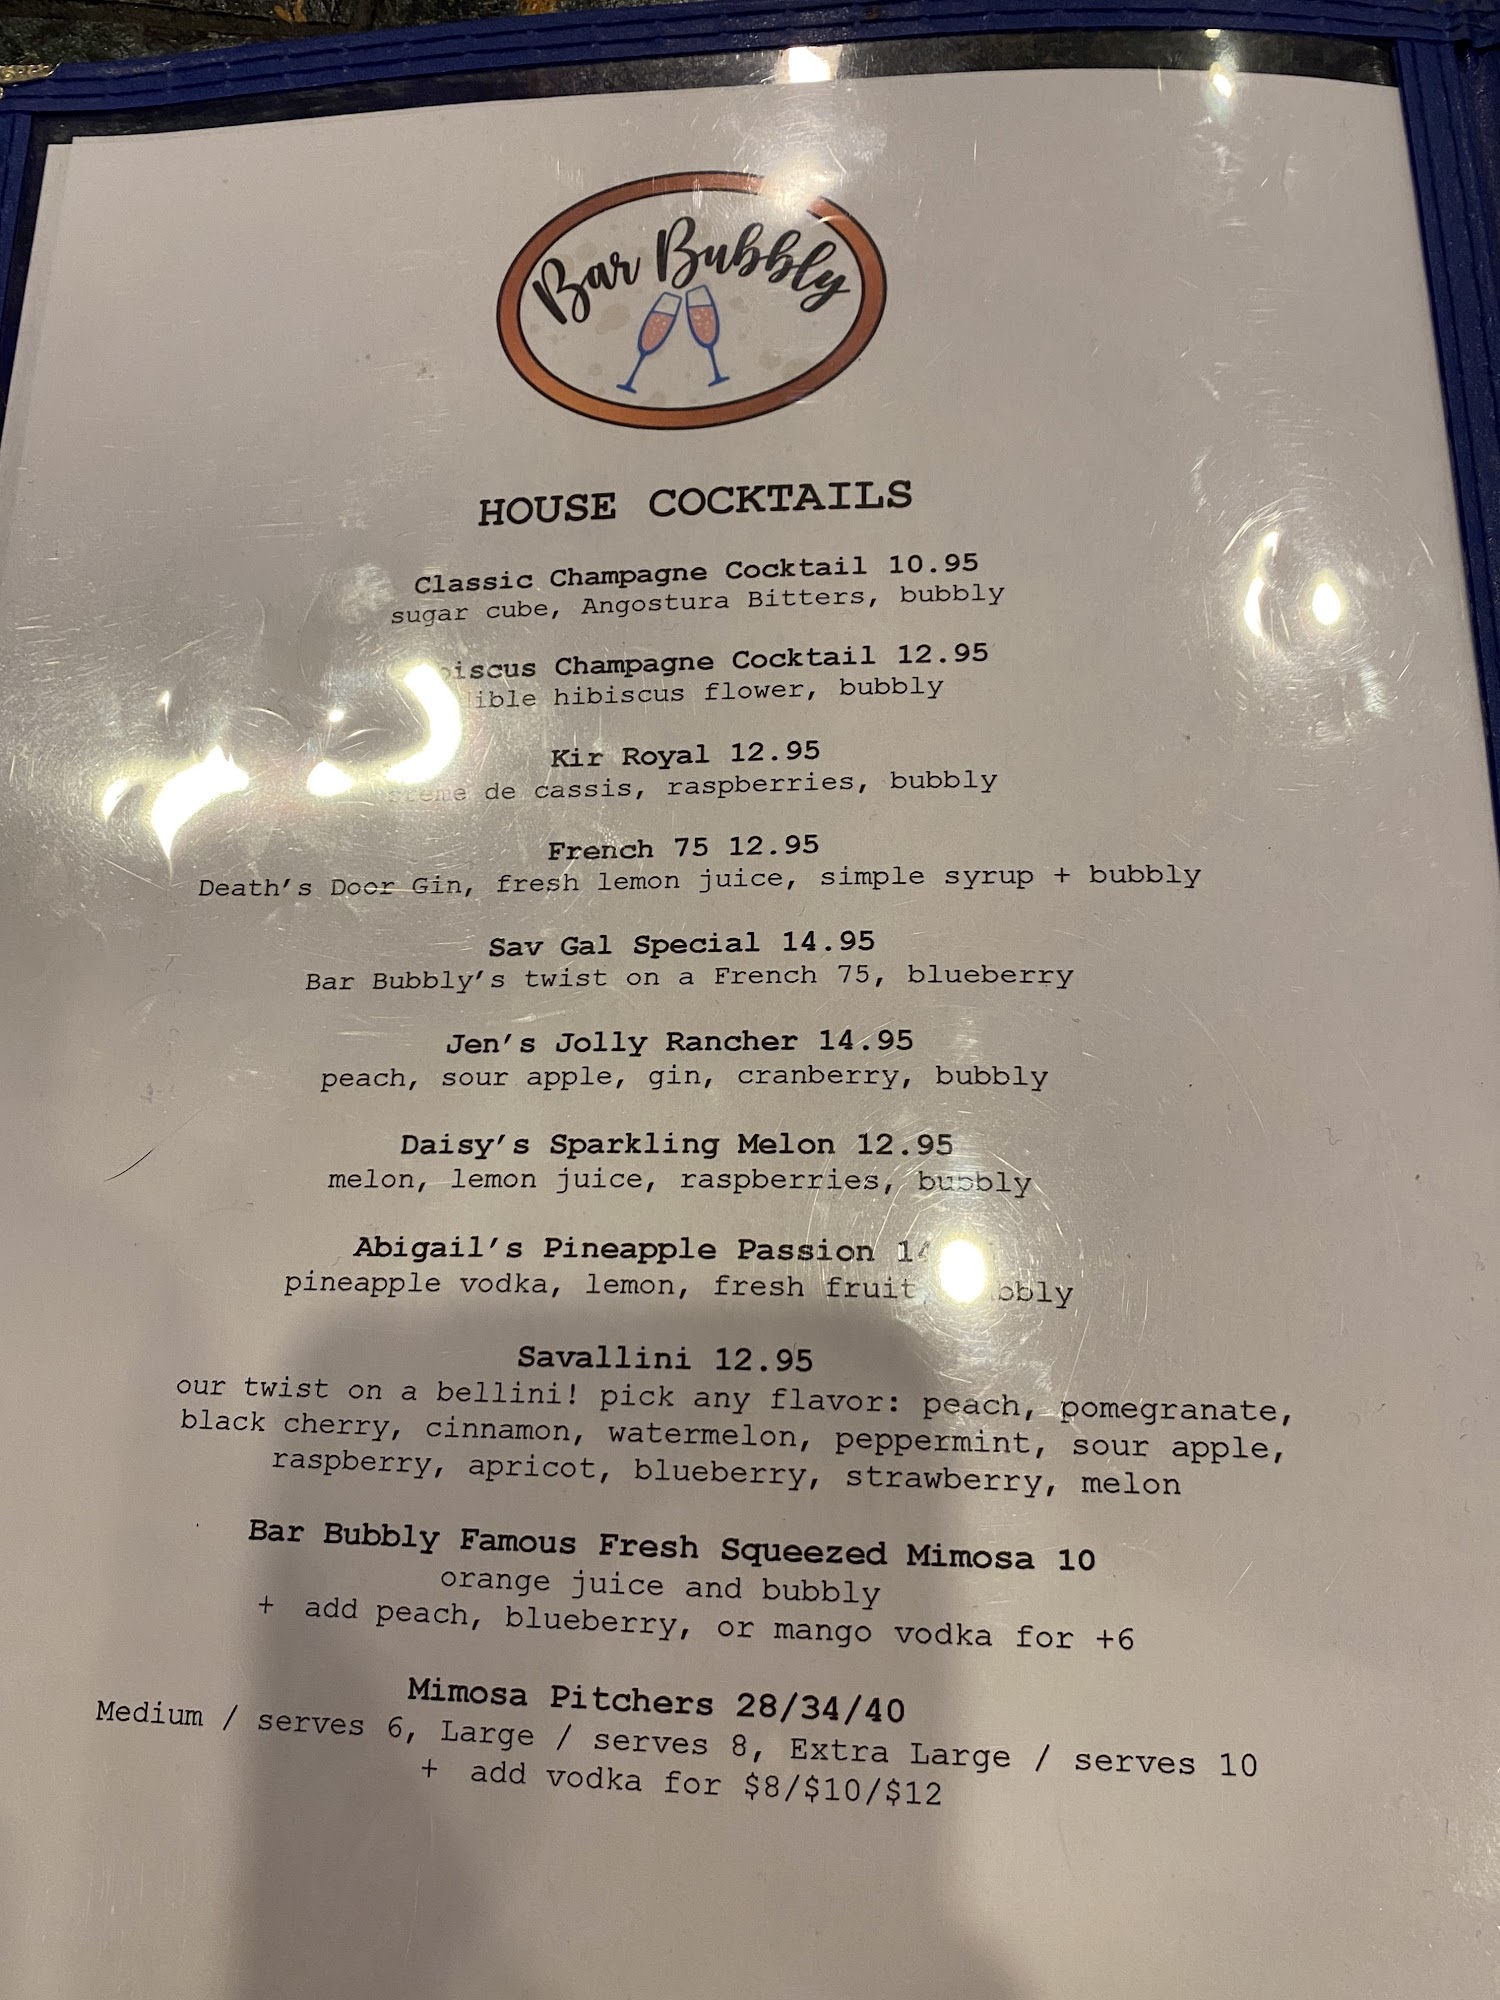 Bar Bubbly
HOUSE COCKTAILS
Classic Champagne Cocktail 10.95
sugar cube, Angostura Bitters, bubbly
Champagne Cocktail 12.95
hibiscus flower, bubbly
Kir Royal 12.95
de cassis, raspberries, bubbly
French 75 12.95
Death's Door Gin, fresh lemon juice, simple syrup + bubbly
Sav Gal Special 14.95
Bar Bubbly's twist on a French 75, blueberry
Jen's Jolly Rancher 14.95
peach, sour apple, gin, cranberry, bubbly
Daisy's Sparkling Melon 12.95
melon, lemon juice, raspberries, bubbly
Abigail's Pineapple Passion
pineapple vodka, lemon, fresh fruit
Savallini 12.95
our twist on a bellini! pick any flavor: peach, pomegranate,
black cherry, cinnamon, watermelon, peppermint, sour apple,
raspberry, apricot, blueberry, strawberry, melon
Bar Bubbly Famous Fresh Squeezed Mimosa 10
orange juice and bubbly
+ add peach, blueberry, or mango vodka for +6
Mimosa Pitchers 28/34/40
Medium / serves 6, Large / serves 8, Extra Large / serves 10
+ add vodka for $8/$10/$12